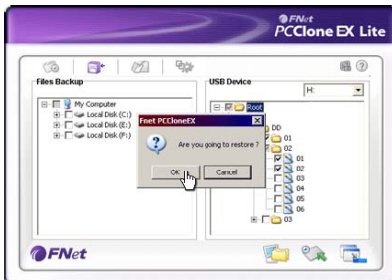 FNet
PCClone EX Lite
Files Backup
USB Device
H:
My Computer
Local Disk (C:)
Local Disk (E:)
Local Disk (F:)
Root
Fnet PCCloneEX
Are you going to restore ?
OK
Cancel
DD
01
02
01
02
03
04
05
06
03
FNet